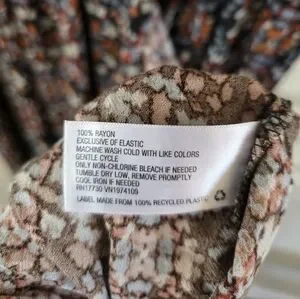 100% RAYON
EXCLUSIVE OF ELASTIC
MACHINE WASH COLD WITH LIKE COLORS
GENTLE CYCLE
ONLY NON-CHLORINE BLEACH IF NEEDED
TUMBLE DRY LOW, REMOVE PROMPTLY
COOL IRON IF NEEDED
RH17730 VN1974109
LABEL MADE FROM 100% RECYCLED PLASTIC